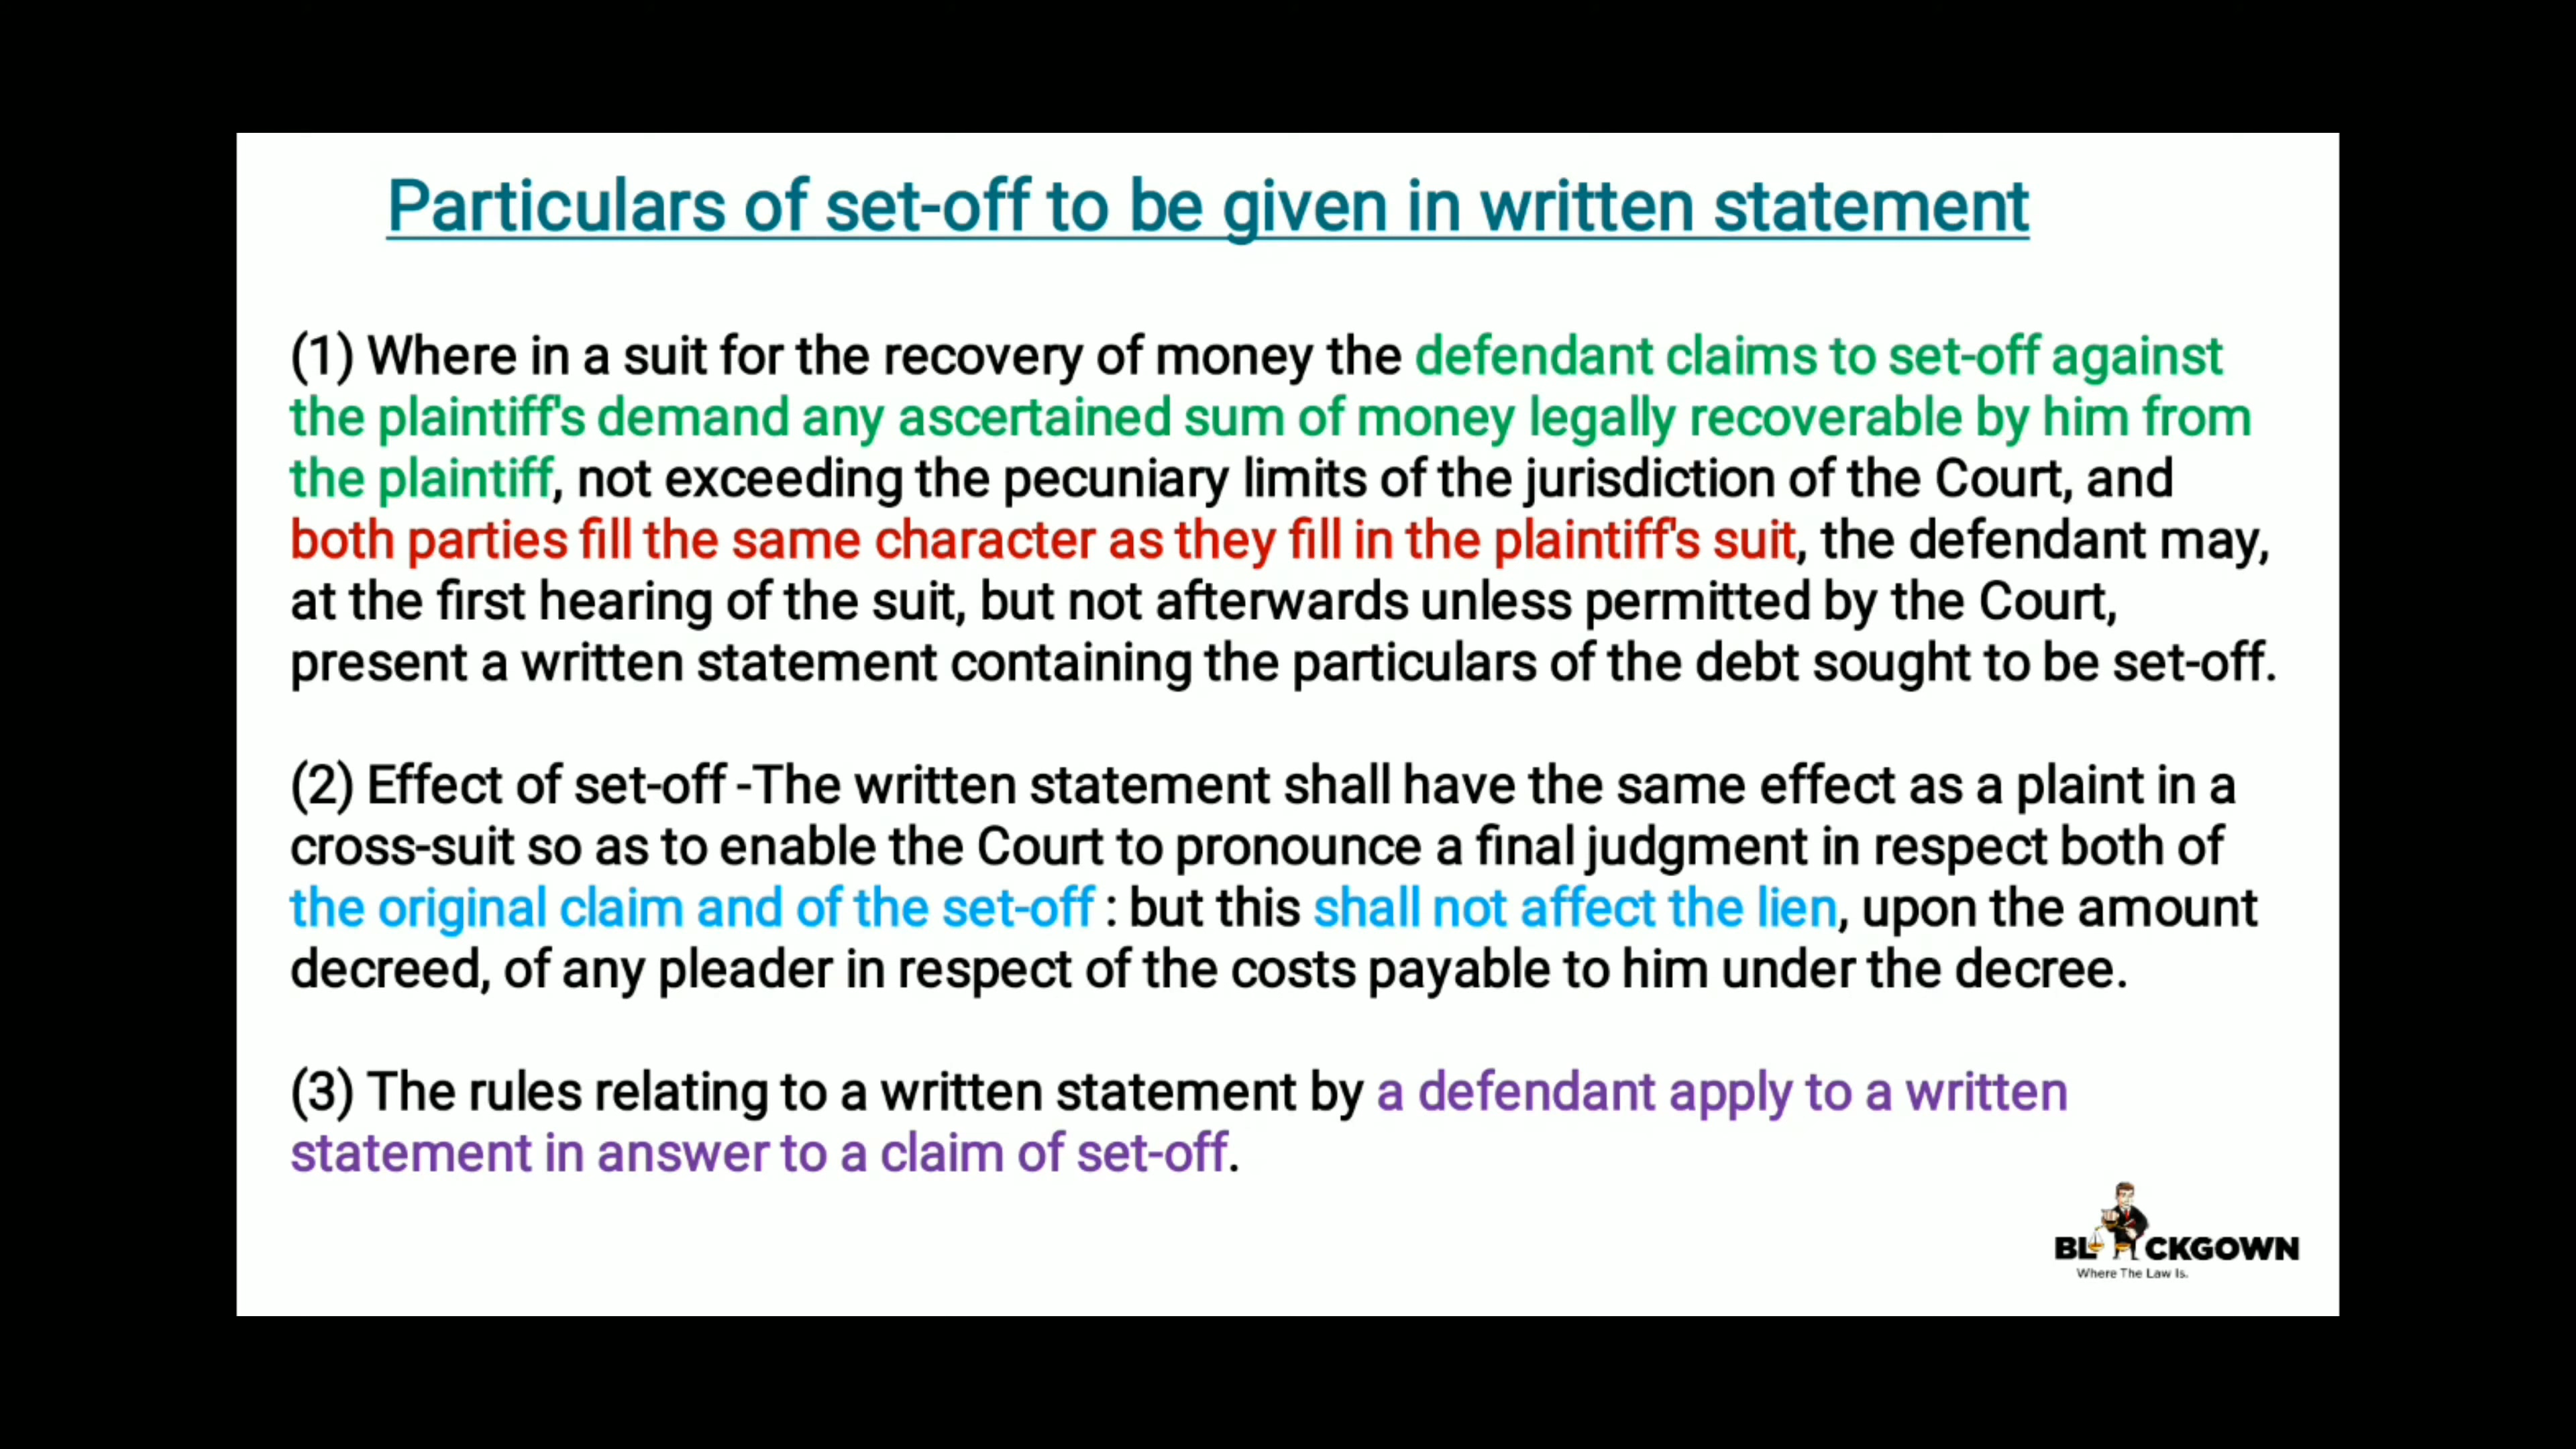 Particulars of set-off to be given in written statement
(1) Where in a suit for the recovery of money the defendant claims to set-off against
the plaintiff's demand any ascertained sum of money legally recoverable by him from
the plaintiff, not exceeding the pecuniary limits of the jurisdiction of the Court, and
both parties fill the same character as they fill in the plaintiff's suit, the defendant may,
at the first hearing of the suit, but not afterwards unless permitted by the Court,
present a written statement containing the particulars of the debt sought to be set-off.
(2) Effect of set-off -The written statement shall have the same effect as a plaint in a
cross-suit so as to enable the Court to pronounce a final judgment in respect both of
the original claim and of the set-off : but this shall not affect the lien, upon the amount
decreed, of any pleader in respect of the costs payable to him under the decree.
(3) The rules relating to a written statement by a defendant apply to a written
statement in answer to a claim of set-off.
BLACKGOWN
Where The Law Is.